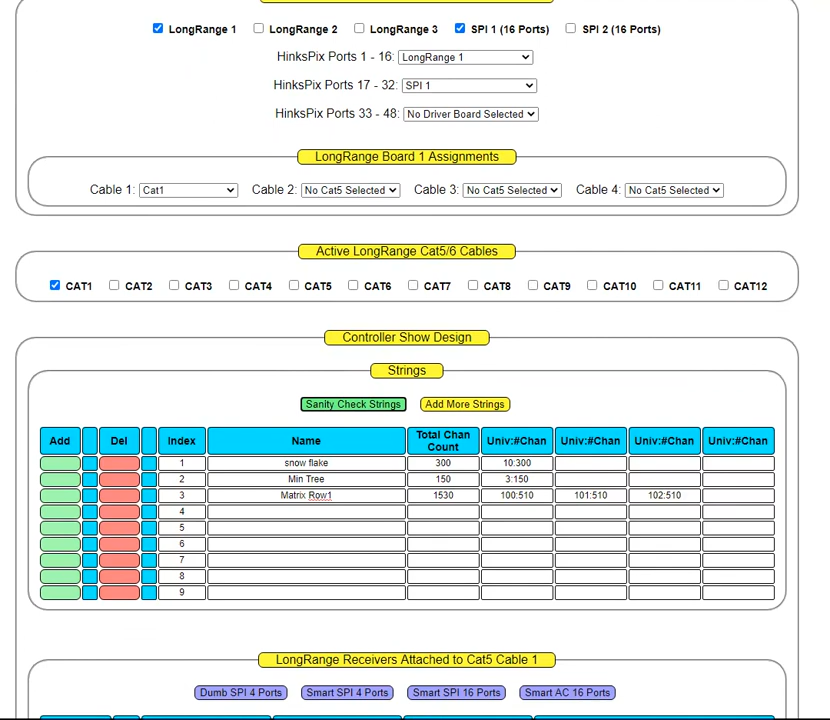 LongRange 1 LongRange 2 LongRange 3 SPI 1 (16 Ports) SPI 2 (16 Ports)
HinksPix Ports 1 - 16: LongRange 1
HinksPix Ports 17 - 32: SPI 1
HinksPix Ports 33 - 48: No Driver Board Selected
LongRange Board 1 Assignments
Cable 1: Cat1 Cable 2: No Cat5 Selected Cable 3: No Cat5 Selected Cable 4: No Cat5 Selected
Active LongRange Cat5/6 Cables
CAT1 CAT2 CAT3 CAT4 CAT5 CAT6 CAT7 CAT8 CAT9 CAT10 CAT11 CAT12
Controller Show Design
Strings
Sanity Check Strings Add More Strings
Add Del Index Name Total Chan Count Univ:#Chan Univ:#Chan Univ:#Chan Univ:#Chan
1 snow flake 300 10:300
2 Min Tree 150 3:150
3 Matrix Row1 1530 100:510 101:510 102:510
4
5
6
7
8
9
LongRange Receivers Attached to Cat5 Cable 1
Dumb SPI 4 Ports Smart SPI 4 Ports Smart SPI 16 Ports Smart AC 16 Ports